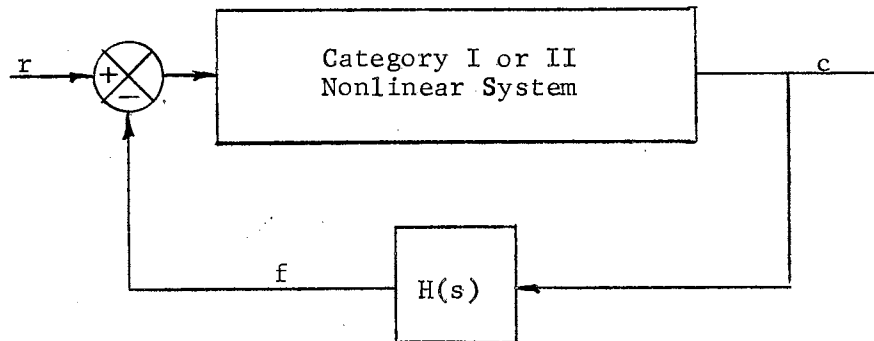 r
+
−
Category I or II
Nonlinear System
c
f
H(s)